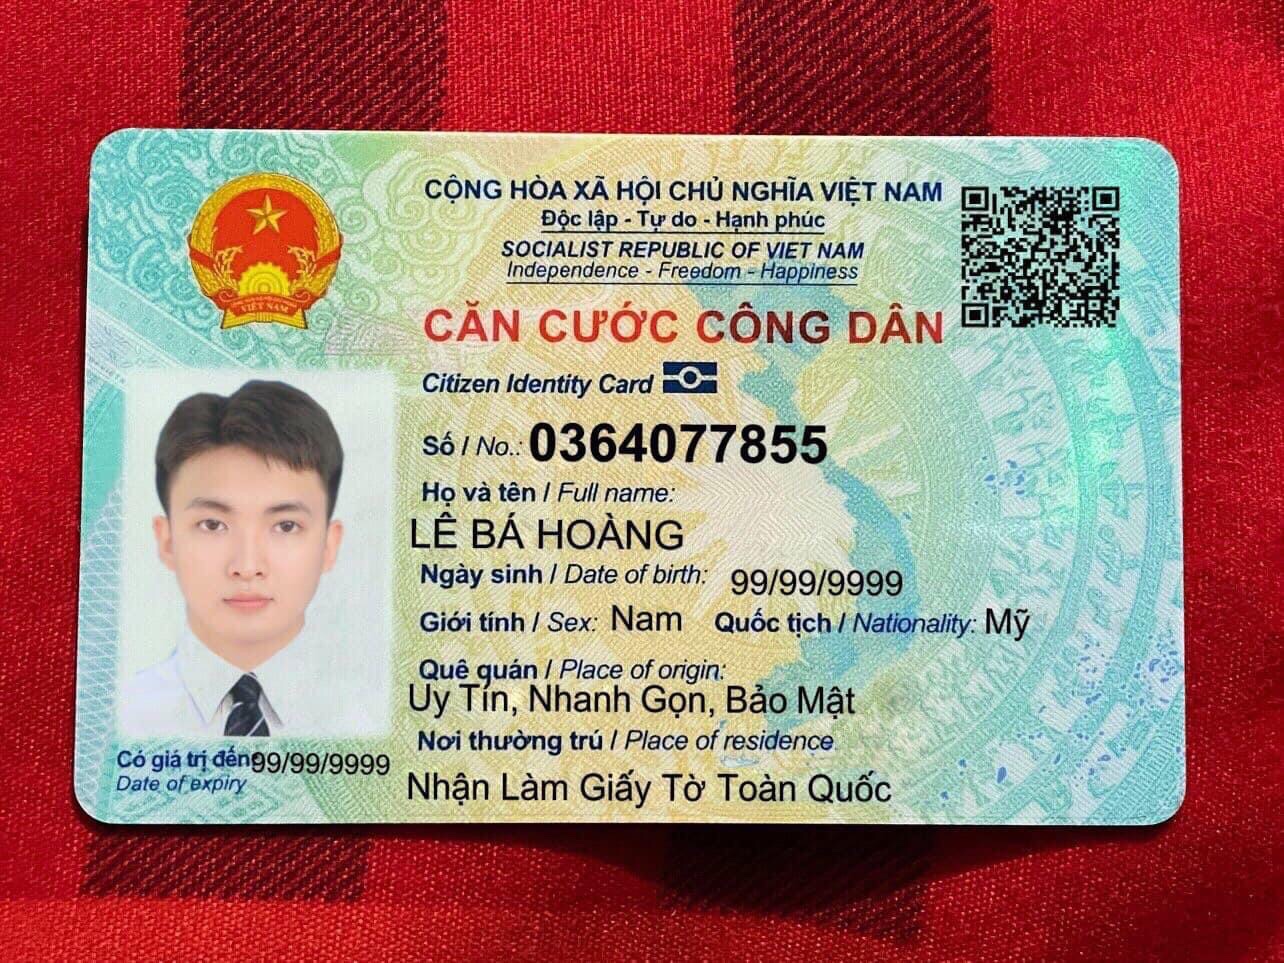 CỘNG HÒA XÃ HỘI CHỦ NGHĨA VIỆT NAM
Độc lập - Tự do - Hạnh phúc
SOCIALIST REPUBLIC OF VIET NAM
Independence - Freedom - Happiness
CĂN CƯỚC CÔNG DÂN
Citizen Identity Card
VIỆT NAM
Số / No.: 0364077855
Họ và tên / Full name:
LÊ BÁ HOÀNG
Ngày sinh / Date of birth: 99/99/9999
Giới tính / Sex: Nam Quốc tịch / Nationality: Mỹ
Quê quán / Place of origin:
Uy Tín, Nhanh Gọn, Bảo Mật
Nơi thường trú / Place of residence
Nhận Làm Giấy Tờ Toàn Quốc
Có giá trị đến: 99/99/9999
Date of expiry